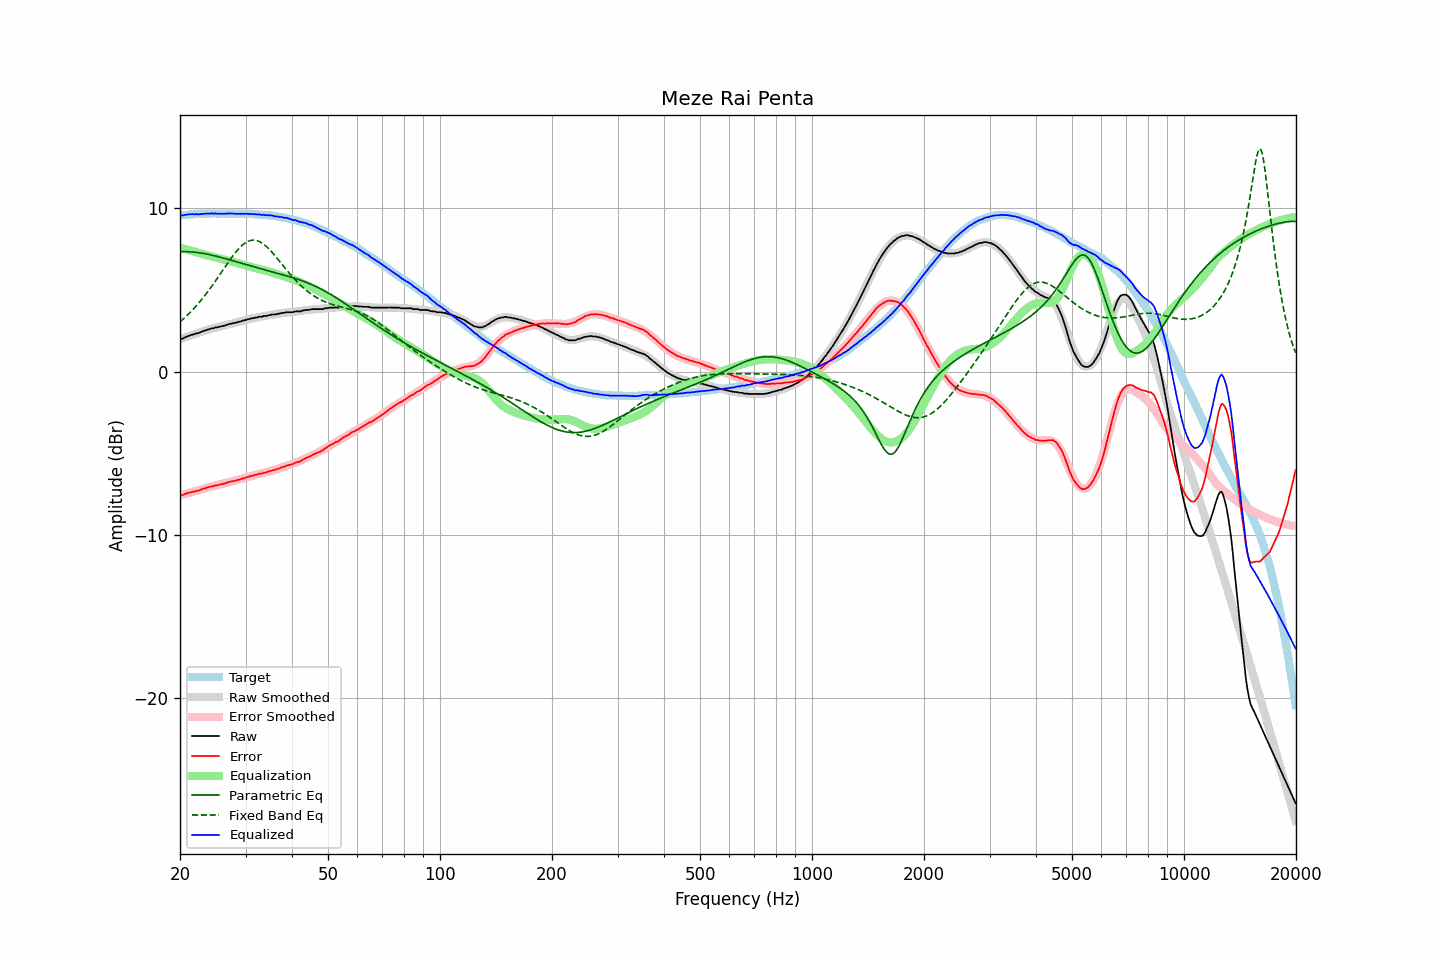 Meze Rai Penta
Amplitude (dBr)
10
0
−10
−20
Target
Raw Smoothed
Error Smoothed
Raw
Error
Equalization
Parametric Eq
Fixed Band Eq
Equalized
20 50 100 200 500 1000 2000 5000 10000 20000
Frequency (Hz)